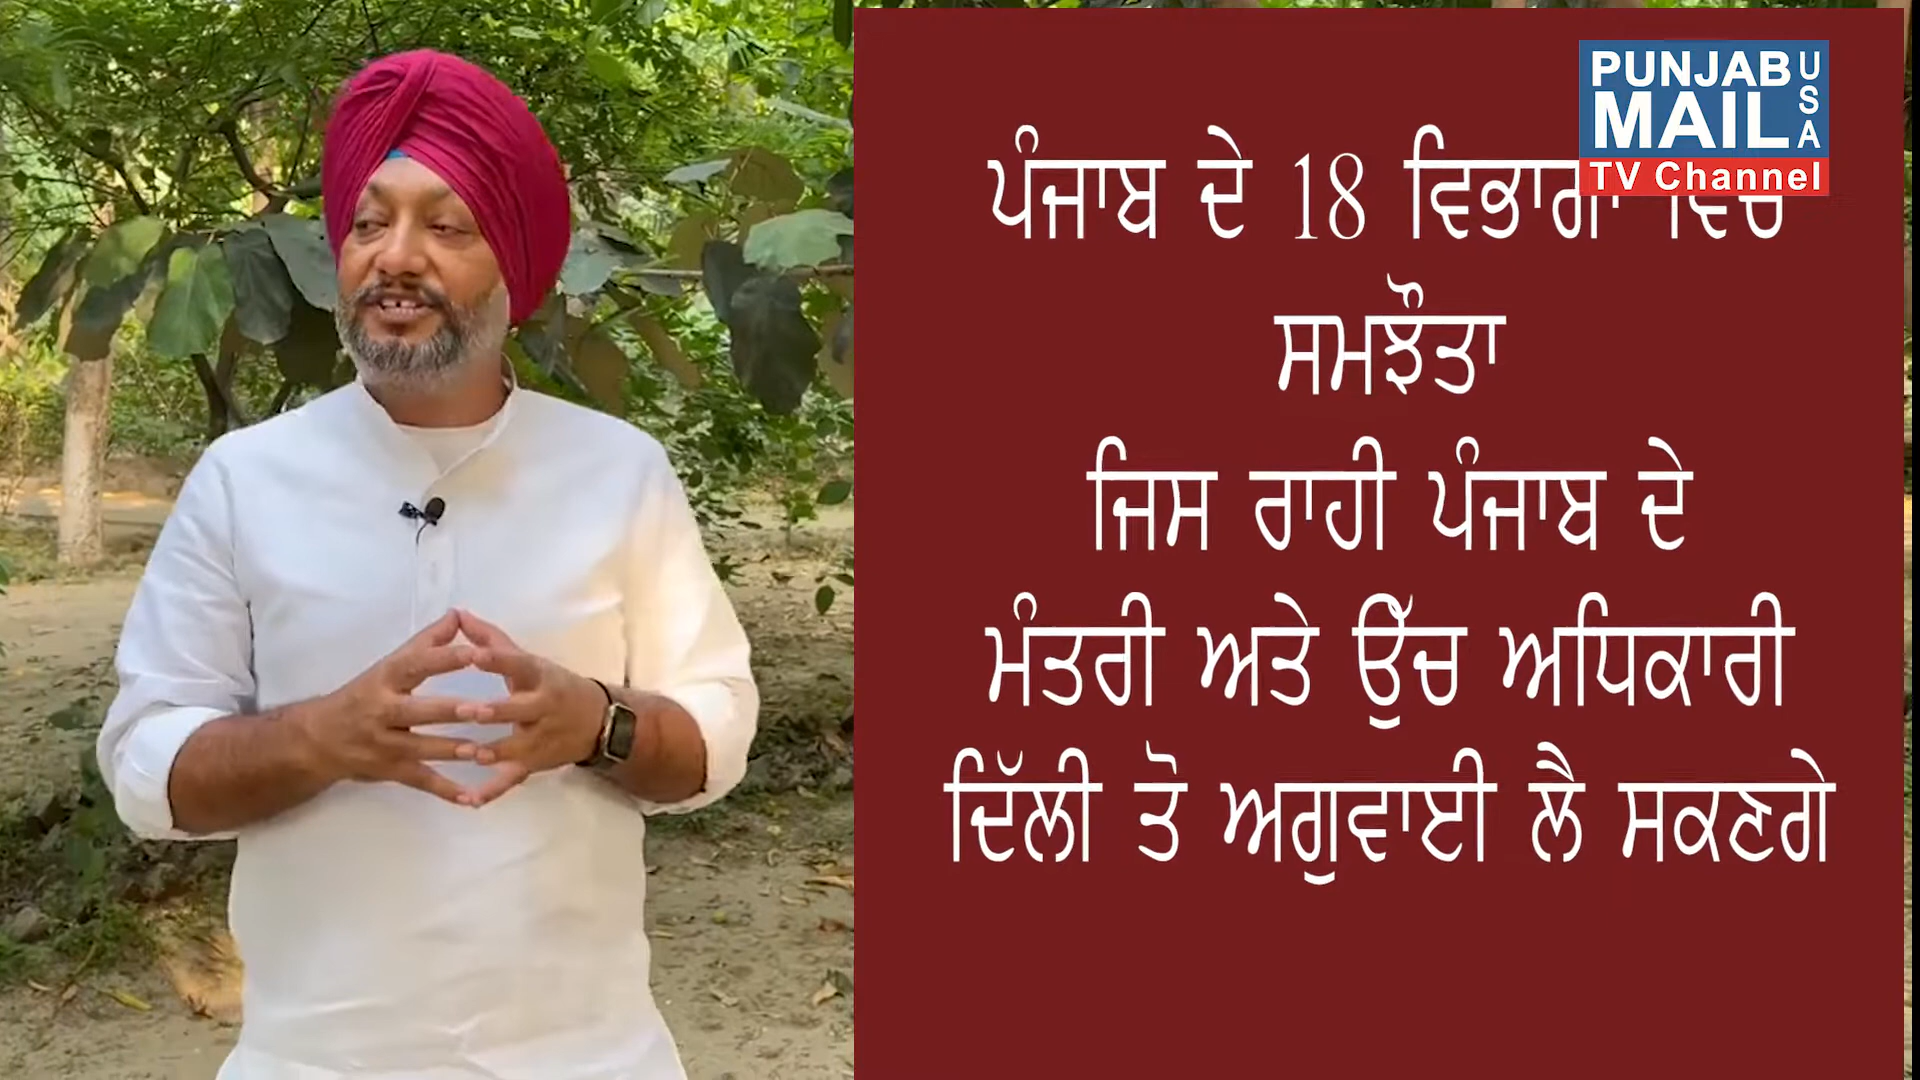 PUNJAB USA
MAIL
TV Channel
ਪੰਜਾਬ ਦੇ 18 ਵਿਭਾਗਾਂ ਵਿਚ
ਸਮਝੌਤਾ
ਜਿਸ ਰਾਹੀ ਪੰਜਾਬ ਦੇ
ਮੰਤਰੀ ਅਤੇ ਉੱਚ ਅਧਿਕਾਰੀ
ਦਿੱਲੀ ਤੋ ਅਗੁਵਾਈ ਲੈ ਸਕਣਗੇ